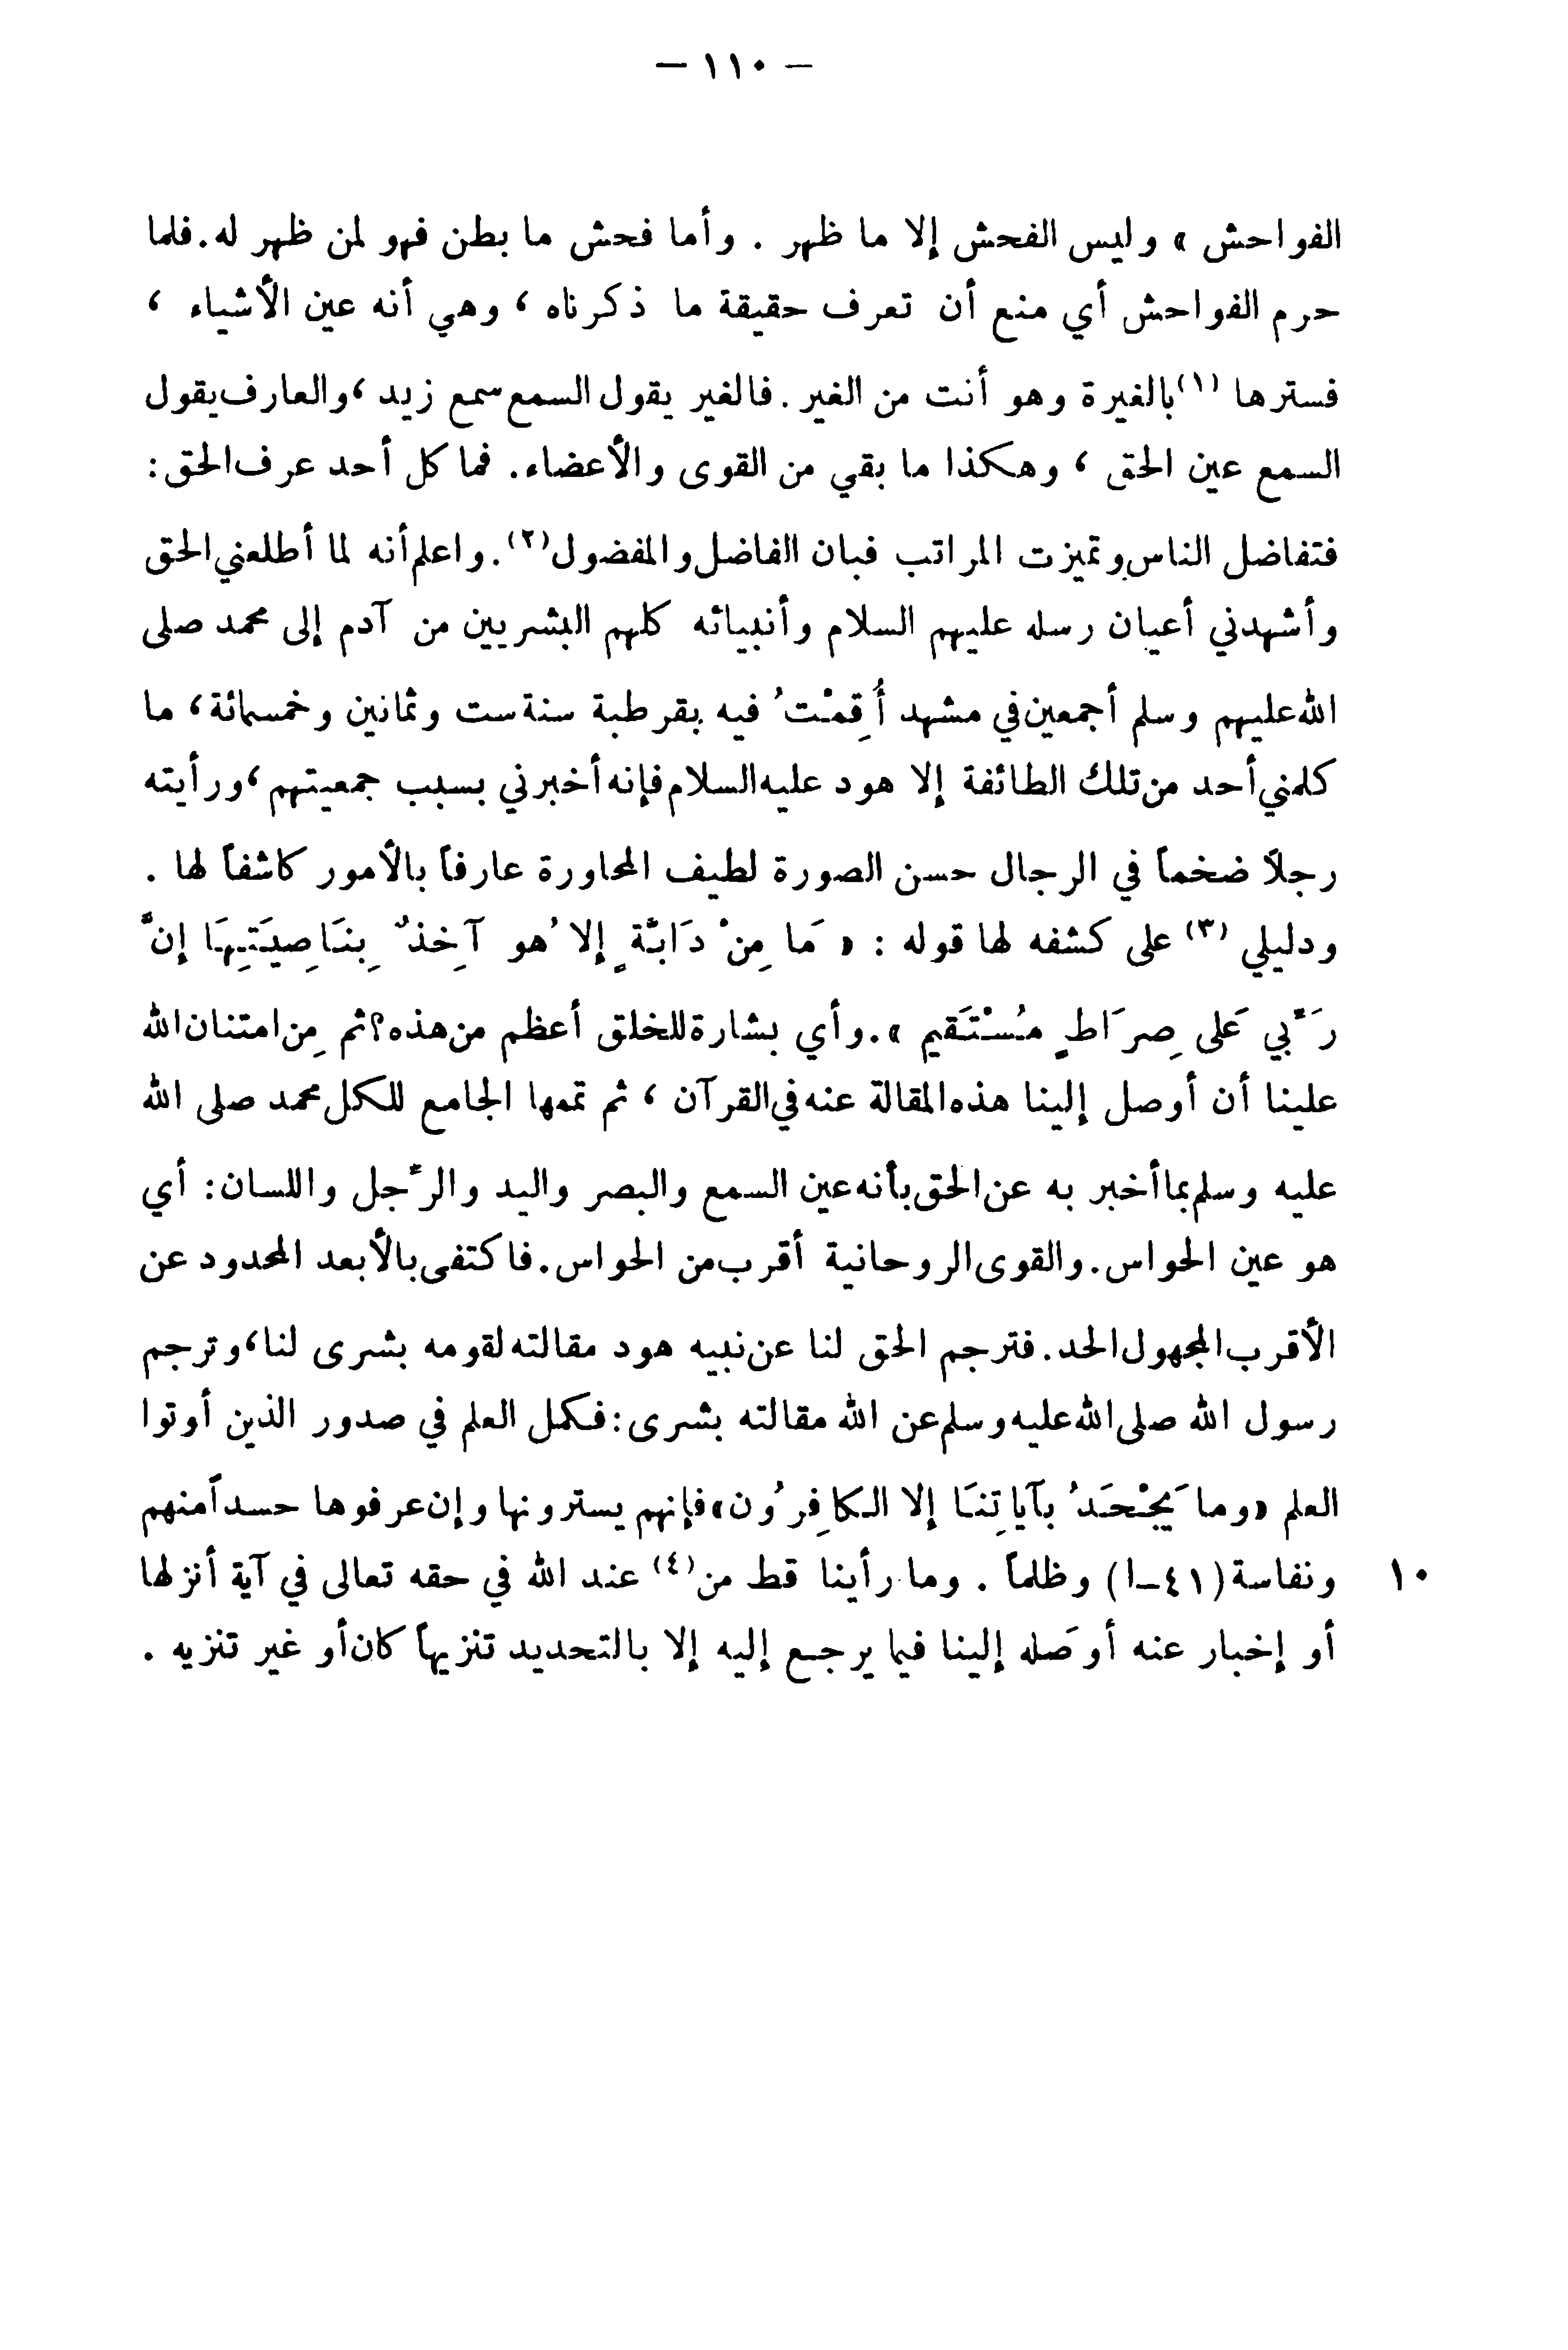 – ١١٠ –
الفواحش » وليس الفحش إلا ما ظهر . وأما فحش ما بطن فهو لمن ظهر له. فلما
حرم الفواحش أي منع أن تعرف حقيقة ما ذكرناه ، وهي أنه عين الأشياء ،
فسترها (١) بالغيرة وهو أنت من الغير . فالغير يقول السمع سمع زيد ، والعارف يقول
السمع عين الحق ، وهكذا ما بقي من القوى والأعضاء. فما كل أحد عرف الحق :
فتفاضل الناس وتميزت المراتب فبان الفاضل والمفضول (٢). واعلم أنه لما أطلعني الحق
وأشهدني أعيان رسله عليهم السلام وأنبيائه كلهم البشريين من آدم إلى محمد صلى
الله عليهم وسلم أجمعين في مشهد أُقِمْتُ فيه بقرطبة سنة ست وثمانين وخمسمائة ، ما
كلمني أحد من تلك الطائفة إلا هود عليه السلام فإنه أخبرني بسبب جمعيتهم ، ورأيته
رجلاً ضخماً في الرجال حسن الصورة لطيف المحاورة عارفاً بالأمور كاشفاً لها .
ودليلي (٣) على كشفه لها قوله : « مَا مِنْ دَابَّةٍ إلا هُو آخِذٌ بِنَاصِيَتِهَا إنَّ
رَبِّي عَلى صِرَاطٍ مُسْتَقيم ». وأي بشارة للخلق أعظم من هذه؟ ثم مِن امتنان الله
علينا أن أوصل إلينا هذه المقالة عنه في القرآن ، ثم تممها الجامع للكل محمد صلى الله
عليه وسلم بما أخبر به عن الحق بأنه عين السمع والبصر واليد والرِّجل واللسان: أي
هو عين الحواس. والقوى الروحانية أقرب من الحواس. فاكتفى بالأبعد المحدود عن
الأقرب المجهول الحد. فترجم الحق لنا عن نبيه هود مقالته لقومه بشرى لنا ، وترجم
رسول الله صلى الله عليه وسلم عن الله مقالته بشرى: فكمل العلم في صدور الذين أوتوا
العلم «وما يَجْحَدُ بآياتِنَا إلا الكافِرُون» فإنهم يسترونها وإن عرفوها حسداً منهم
ونفاسة (٤١–ا) وظلماً . وما رأينا قط من (٤) عند الله في حقه تعالى في آية أنزلها ١٠
أو إخبار عنه أوصَله إلينا فيما يرجع إليه إلا بالتحديد تنزيهاً كان أو غير تنزيه .